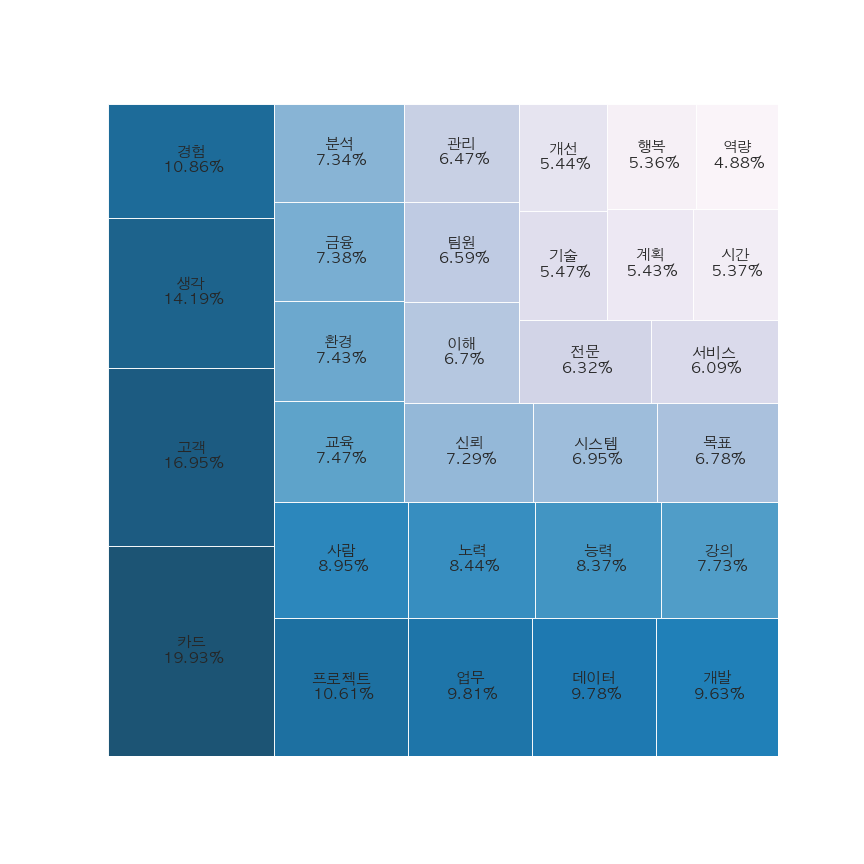 경험
10.86%
생각
14.19%
고객
16.95%
카드
19.93%
분석
7.34%
금융
7.38%
환경
7.43%
교육
7.47%
관리
6.47%
팀원
6.59%
이해
6.7%
개선
5.44%
행복
5.36%
역량
4.88%
기술
5.47%
계획
5.43%
시간
5.37%
전문
6.32%
서비스
6.09%
신뢰
7.29%
시스템
6.95%
목표
6.78%
사람
8.95%
노력
8.44%
능력
8.37%
강의
7.73%
프로젝트
10.61%
업무
9.81%
데이터
9.78%
개발
9.63%